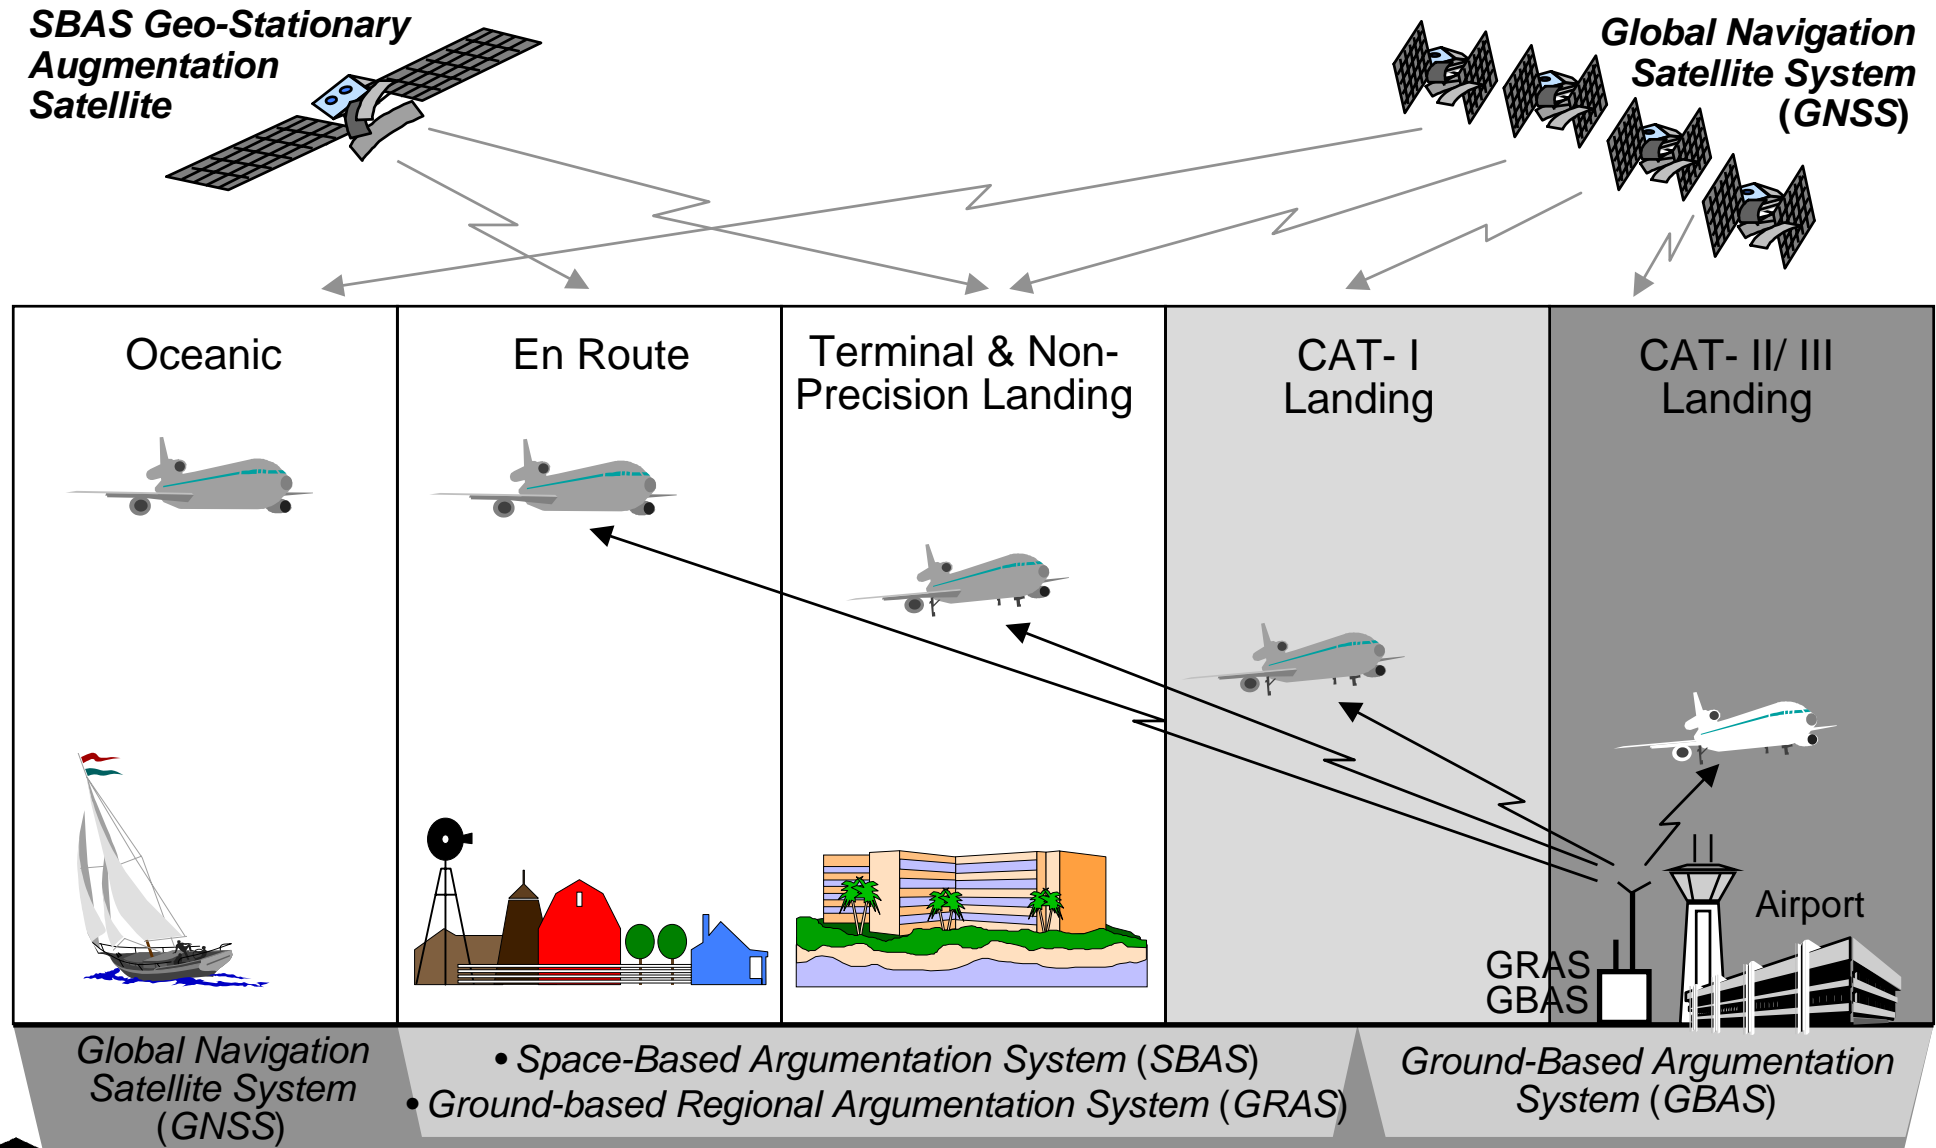 SBAS Geo-Stationary
Augmentation
Satellite
Global Navigation
Satellite System
(GNSS)
Oceanic
En Route
Terminal & Non-
Precision Landing
CAT- I
Landing
CAT- II/ III
Landing
Airport
GRAS
GBAS
Global Navigation
Satellite System
(GNSS)
• Space-Based Argumentation System (SBAS)
• Ground-based Regional Argumentation System (GRAS)
Ground-Based Argumentation
System (GBAS)